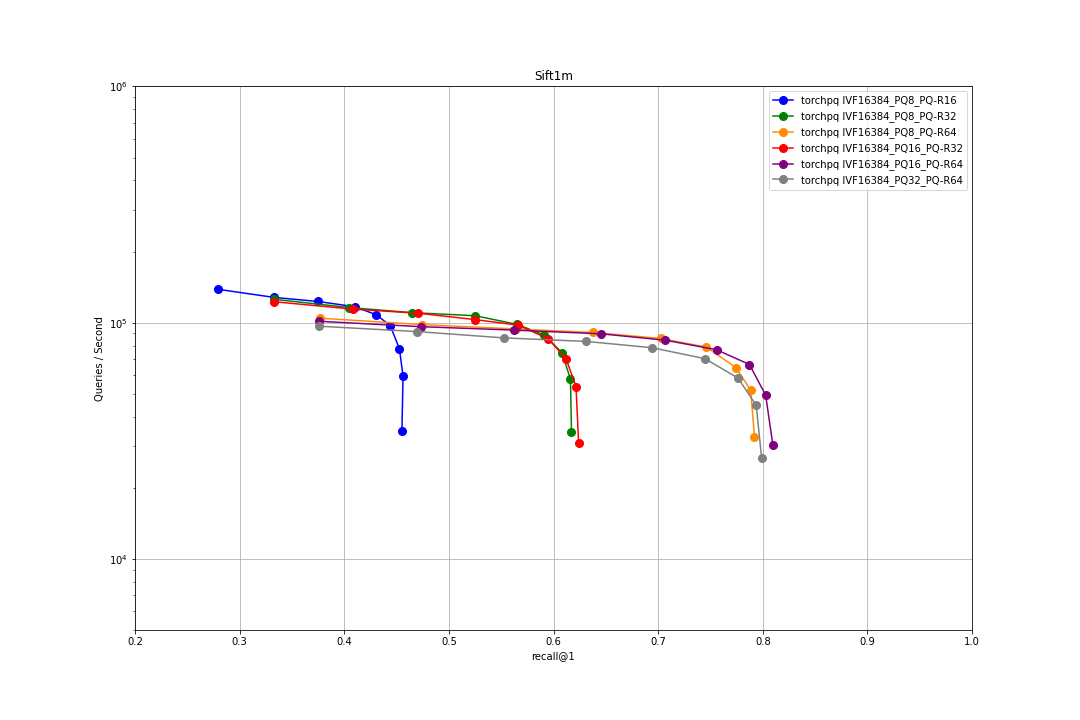 Sift1m
10⁶
10⁵
10⁴
Queries / Second
torchpq IVF16384_PQ8_PQ-R16
torchpq IVF16384_PQ8_PQ-R32
torchpq IVF16384_PQ8_PQ-R64
torchpq IVF16384_PQ16_PQ-R32
torchpq IVF16384_PQ16_PQ-R64
torchpq IVF16384_PQ32_PQ-R64
0.2 0.3 0.4 0.5 0.6 0.7 0.8 0.9 1.0
recall@1